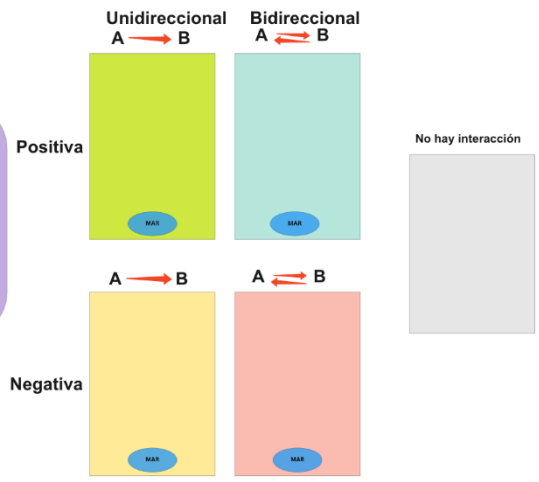 Unidireccional
Bidireccional
A B
A B
Positiva
No hay interacción
MAR
MAR
A B
A B
Negativa
MAR
MAR